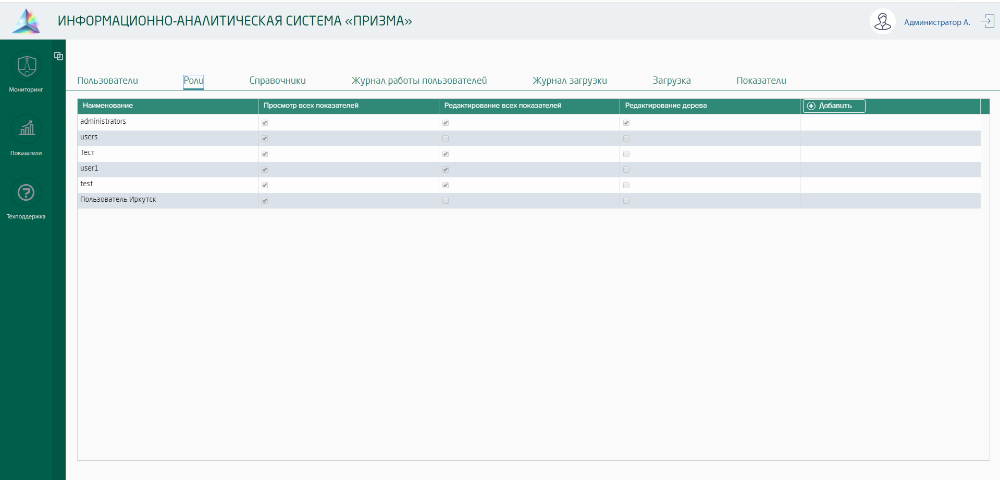 ИНФОРМАЦИОННО-АНАЛИТИЧЕСКАЯ СИСТЕМА «ПРИЗМА»
Администратор А.
Мониторинг
Показатели
Техподдержка
Пользователи Роли Справочники Журнал работы пользователей Журнал загрузки Загрузка Показатели
Наименование Просмотр всех показателей Редактирование всех показателей Редактирование дерева Добавить
administrators
users
Тест
user1
test
Пользователь Иркутск